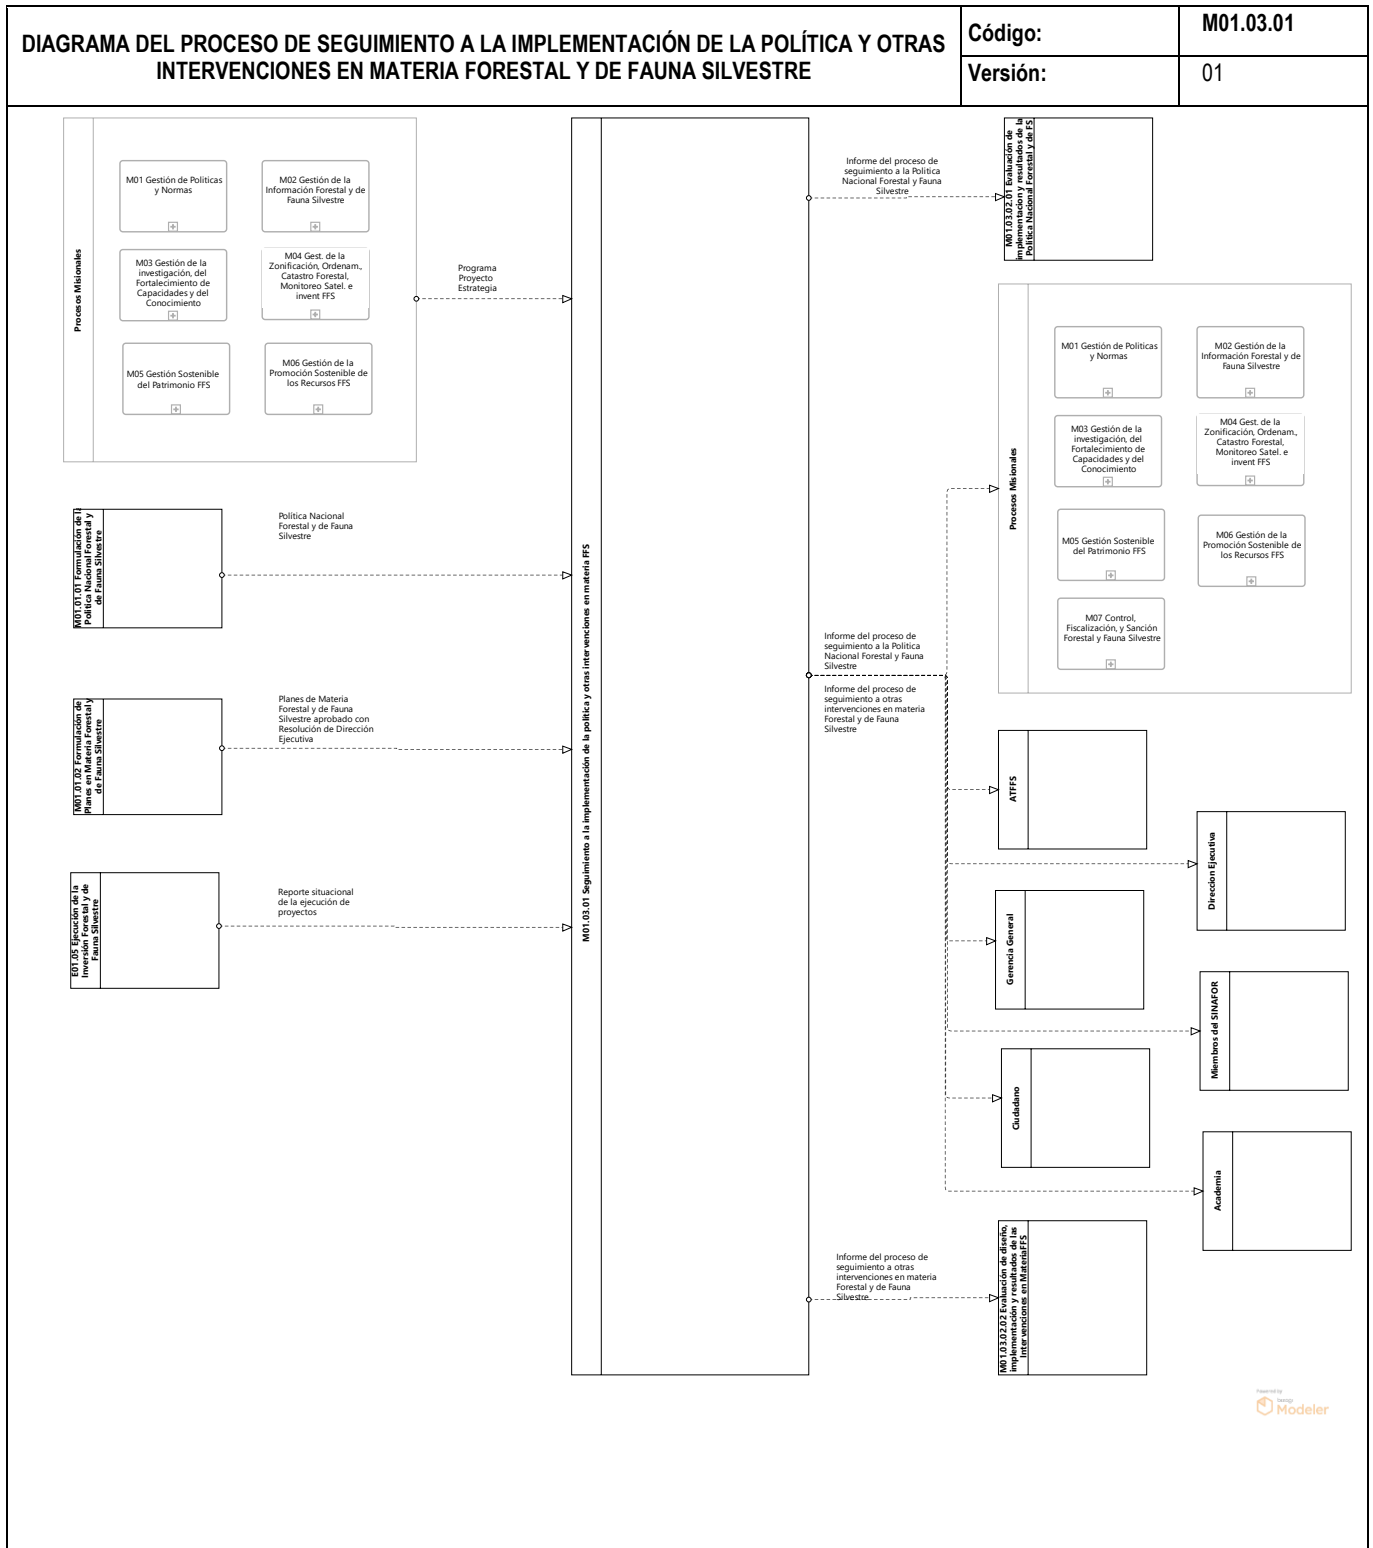 DIAGRAMA DEL PROCESO DE SEGUIMIENTO A LA IMPLEMENTACIÓN DE LA POLÍTICA Y OTRAS
INTERVENCIONES EN MATERIA FORESTAL Y DE FAUNA SILVESTRE
Código:
M01.03.01
Versión:
01
Procesos Misionales
M01 Gestión de Politicas
y Normas
M02 Gestión de la
Información Forestal y de
Fauna Silvestre
M03 Gestión de la
investigación, del
Fortalecimiento de
Capacidades y del
Conocimiento
M04 Gest. de la
Zonificación, Ordenam.,
Catastro Forestal,
Monitoreo Satel. e
invent FFS
M05 Gestión Sostenible
del Patrimonio FFS
M06 Gestión de la
Promoción Sostenible de
los Recursos FFS
Programa
Proyecto
Estrategia
M01.01.01 Formulación de la
Política Nacional Forestal y
de Fauna Silvestre
Política Nacional
Forestal y de Fauna
Silvestre
M01.01.02 Formulación de
Planes en Materia Forestal y
de Fauna Silvestre
Planes de Materia
Forestal y de Fauna
Silvestre aprobado con
Resolución de Dirección
Ejecutiva
E01.05 Ejecución de la
Inversión Forestal y de
Fauna Silvestre
Reporte situacional
de la ejecución de
proyectos
M01.03.01 Seguimiento a la implementación de la política y otras intervenciones en materia FFS
Informe del proceso de
seguimiento a la Politica
Nacional Forestal y Fauna
Silvestre
M01.03.02.01 Evaluación de
implementacion y resultados de la
Politica Nacional Forestal y de FS
Procesos Misionales
M01 Gestión de Politicas
y Normas
M02 Gestión de la
Información Forestal y de
Fauna Silvestre
M03 Gestión de la
investigación, del
Fortalecimiento de
Capacidades y del
Conocimiento
M04 Gest. de la
Zonificación, Ordenam.,
Catastro Forestal,
Monitoreo Satel. e
invent FFS
M05 Gestión Sostenible
del Patrimonio FFS
M06 Gestión de la
Promoción Sostenible de
los Recursos FFS
M07 Control,
Fiscalización, y Sanción
Forestal y Fauna Silvestre
Informe del proceso de
seguimiento a la Politica
Nacional Forestal y Fauna
Silvestre
Informe del proceso de
seguimiento a otras
intervenciones en materia
Forestal y de Fauna
Silvestre
ATFFS
Direccion Ejecutiva
Gerencia General
Miembros del SINAFOR
Ciudadano
Academia
Informe del proceso de
seguimiento a otras
intervenciones en materia
Forestal y de Fauna
Silvestre
M01.03.02.02 Evaluación de diseño,
implementación y resultados de las
Intervenciones en MateriaFFS
Powered by
bizagi
Modeler